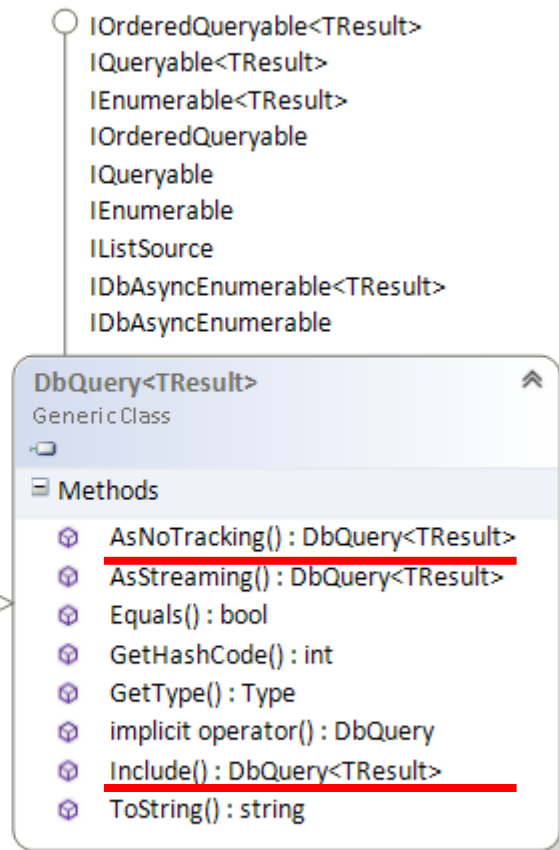 IOrderedQueryable<TResult>
IQueryable<TResult>
IEnumerable<TResult>
IOrderedQueryable
IQueryable
IEnumerable
IListSource
IDbAsyncEnumerable<TResult>
IDbAsyncEnumerable
DbQuery<TResult>
Generic Class
Methods
AsNoTracking() : DbQuery<TResult>
AsStreaming() : DbQuery<TResult>
Equals() : bool
GetHashCode() : int
GetType() : Type
implicit operator() : DbQuery
Include() : DbQuery<TResult>
ToString() : string